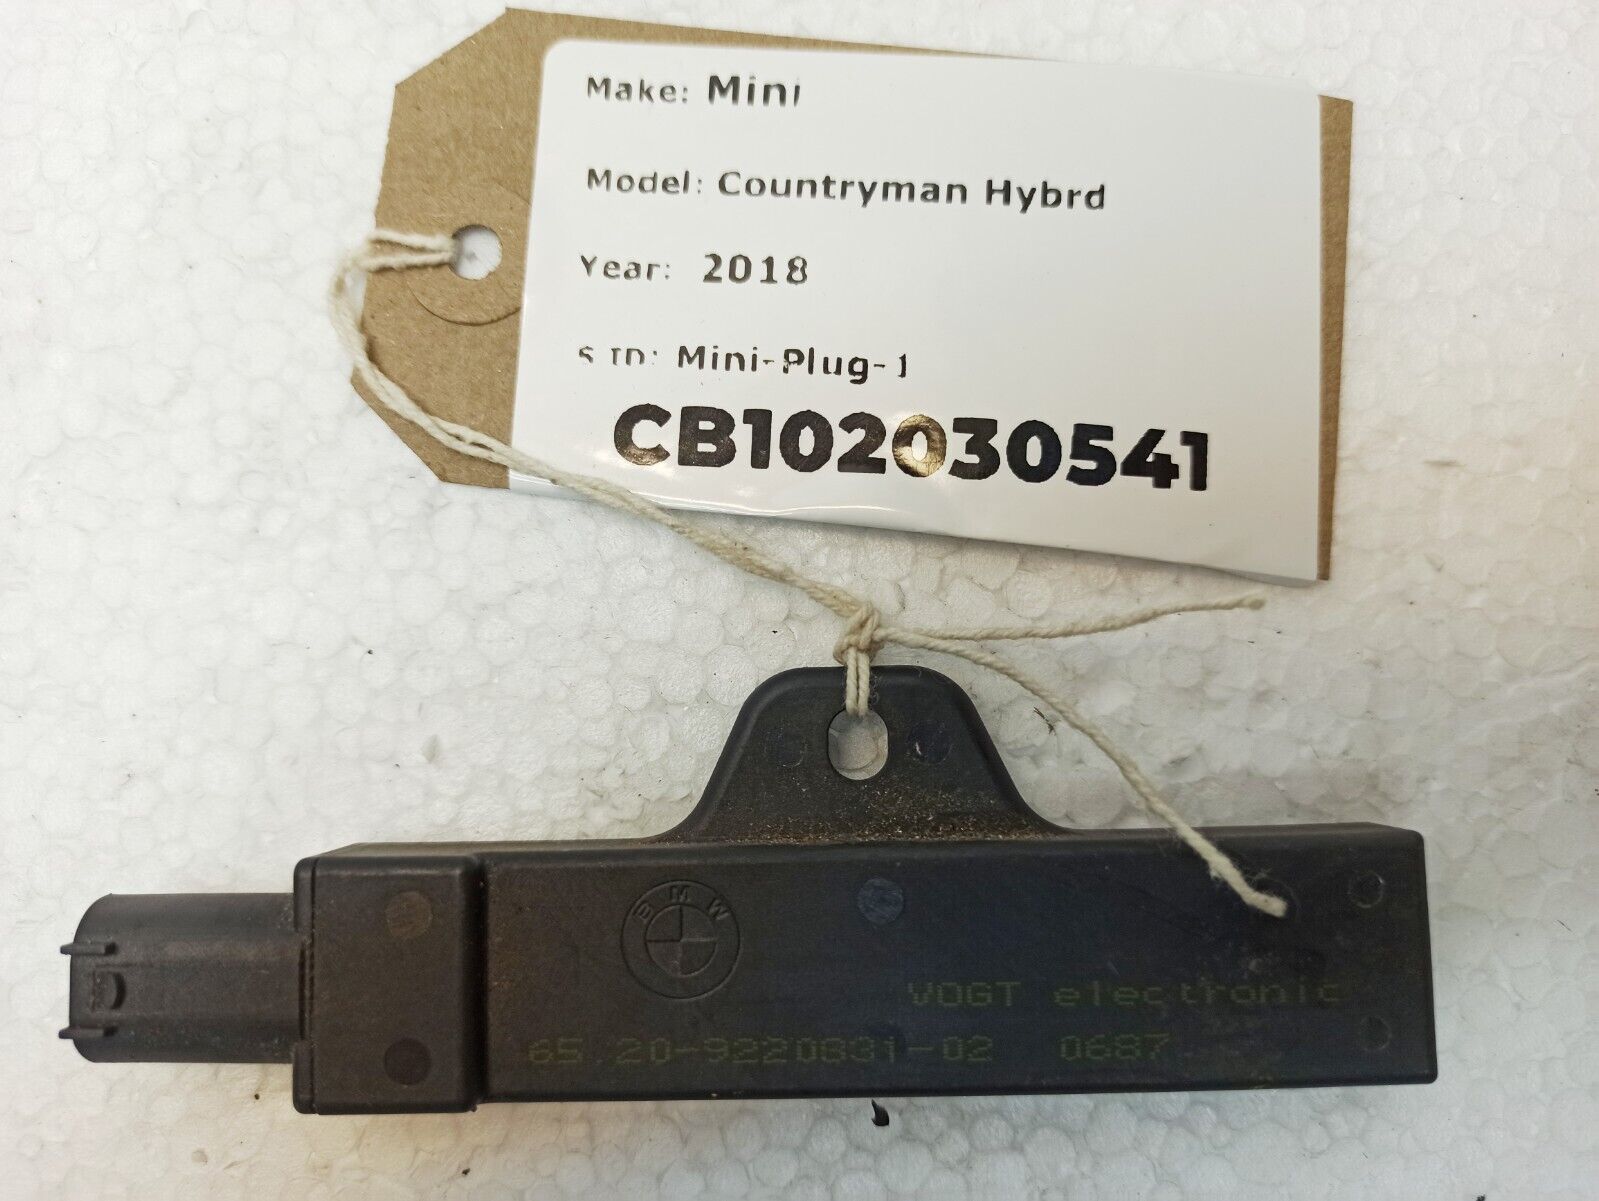 Make: Mini
Model: Countryman Hybrd
Year: 2018
S ID: Mini-Plug-1
CB102030541
BMW
VOGT electronic
65 20-9220831-02 0687